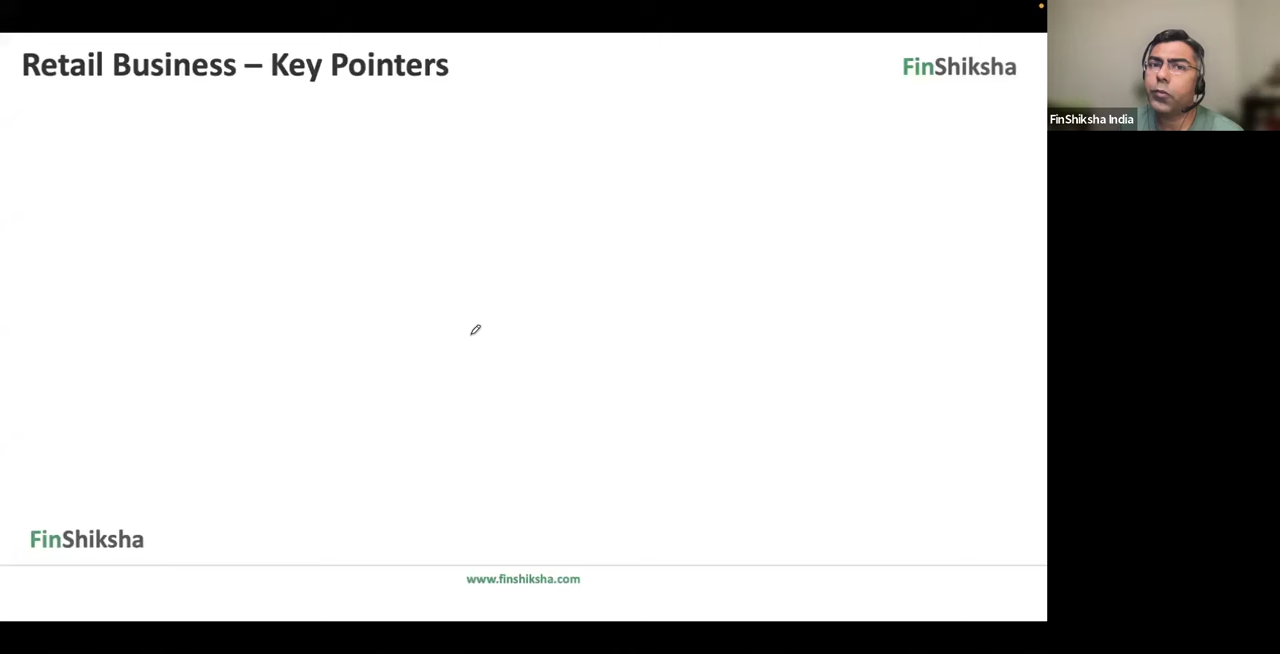 Retail Business – Key Pointers
FinShiksha
FinShiksha India
FinShiksha
www.finshiksha.com